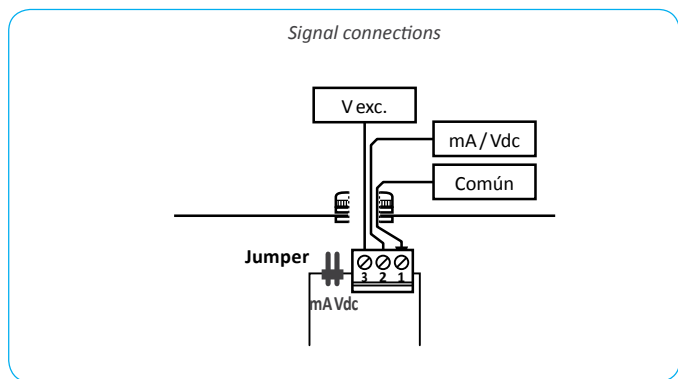 Signal connections
V exc.
mA / Vdc
Común
Jumper
3 2 1
mA Vdc